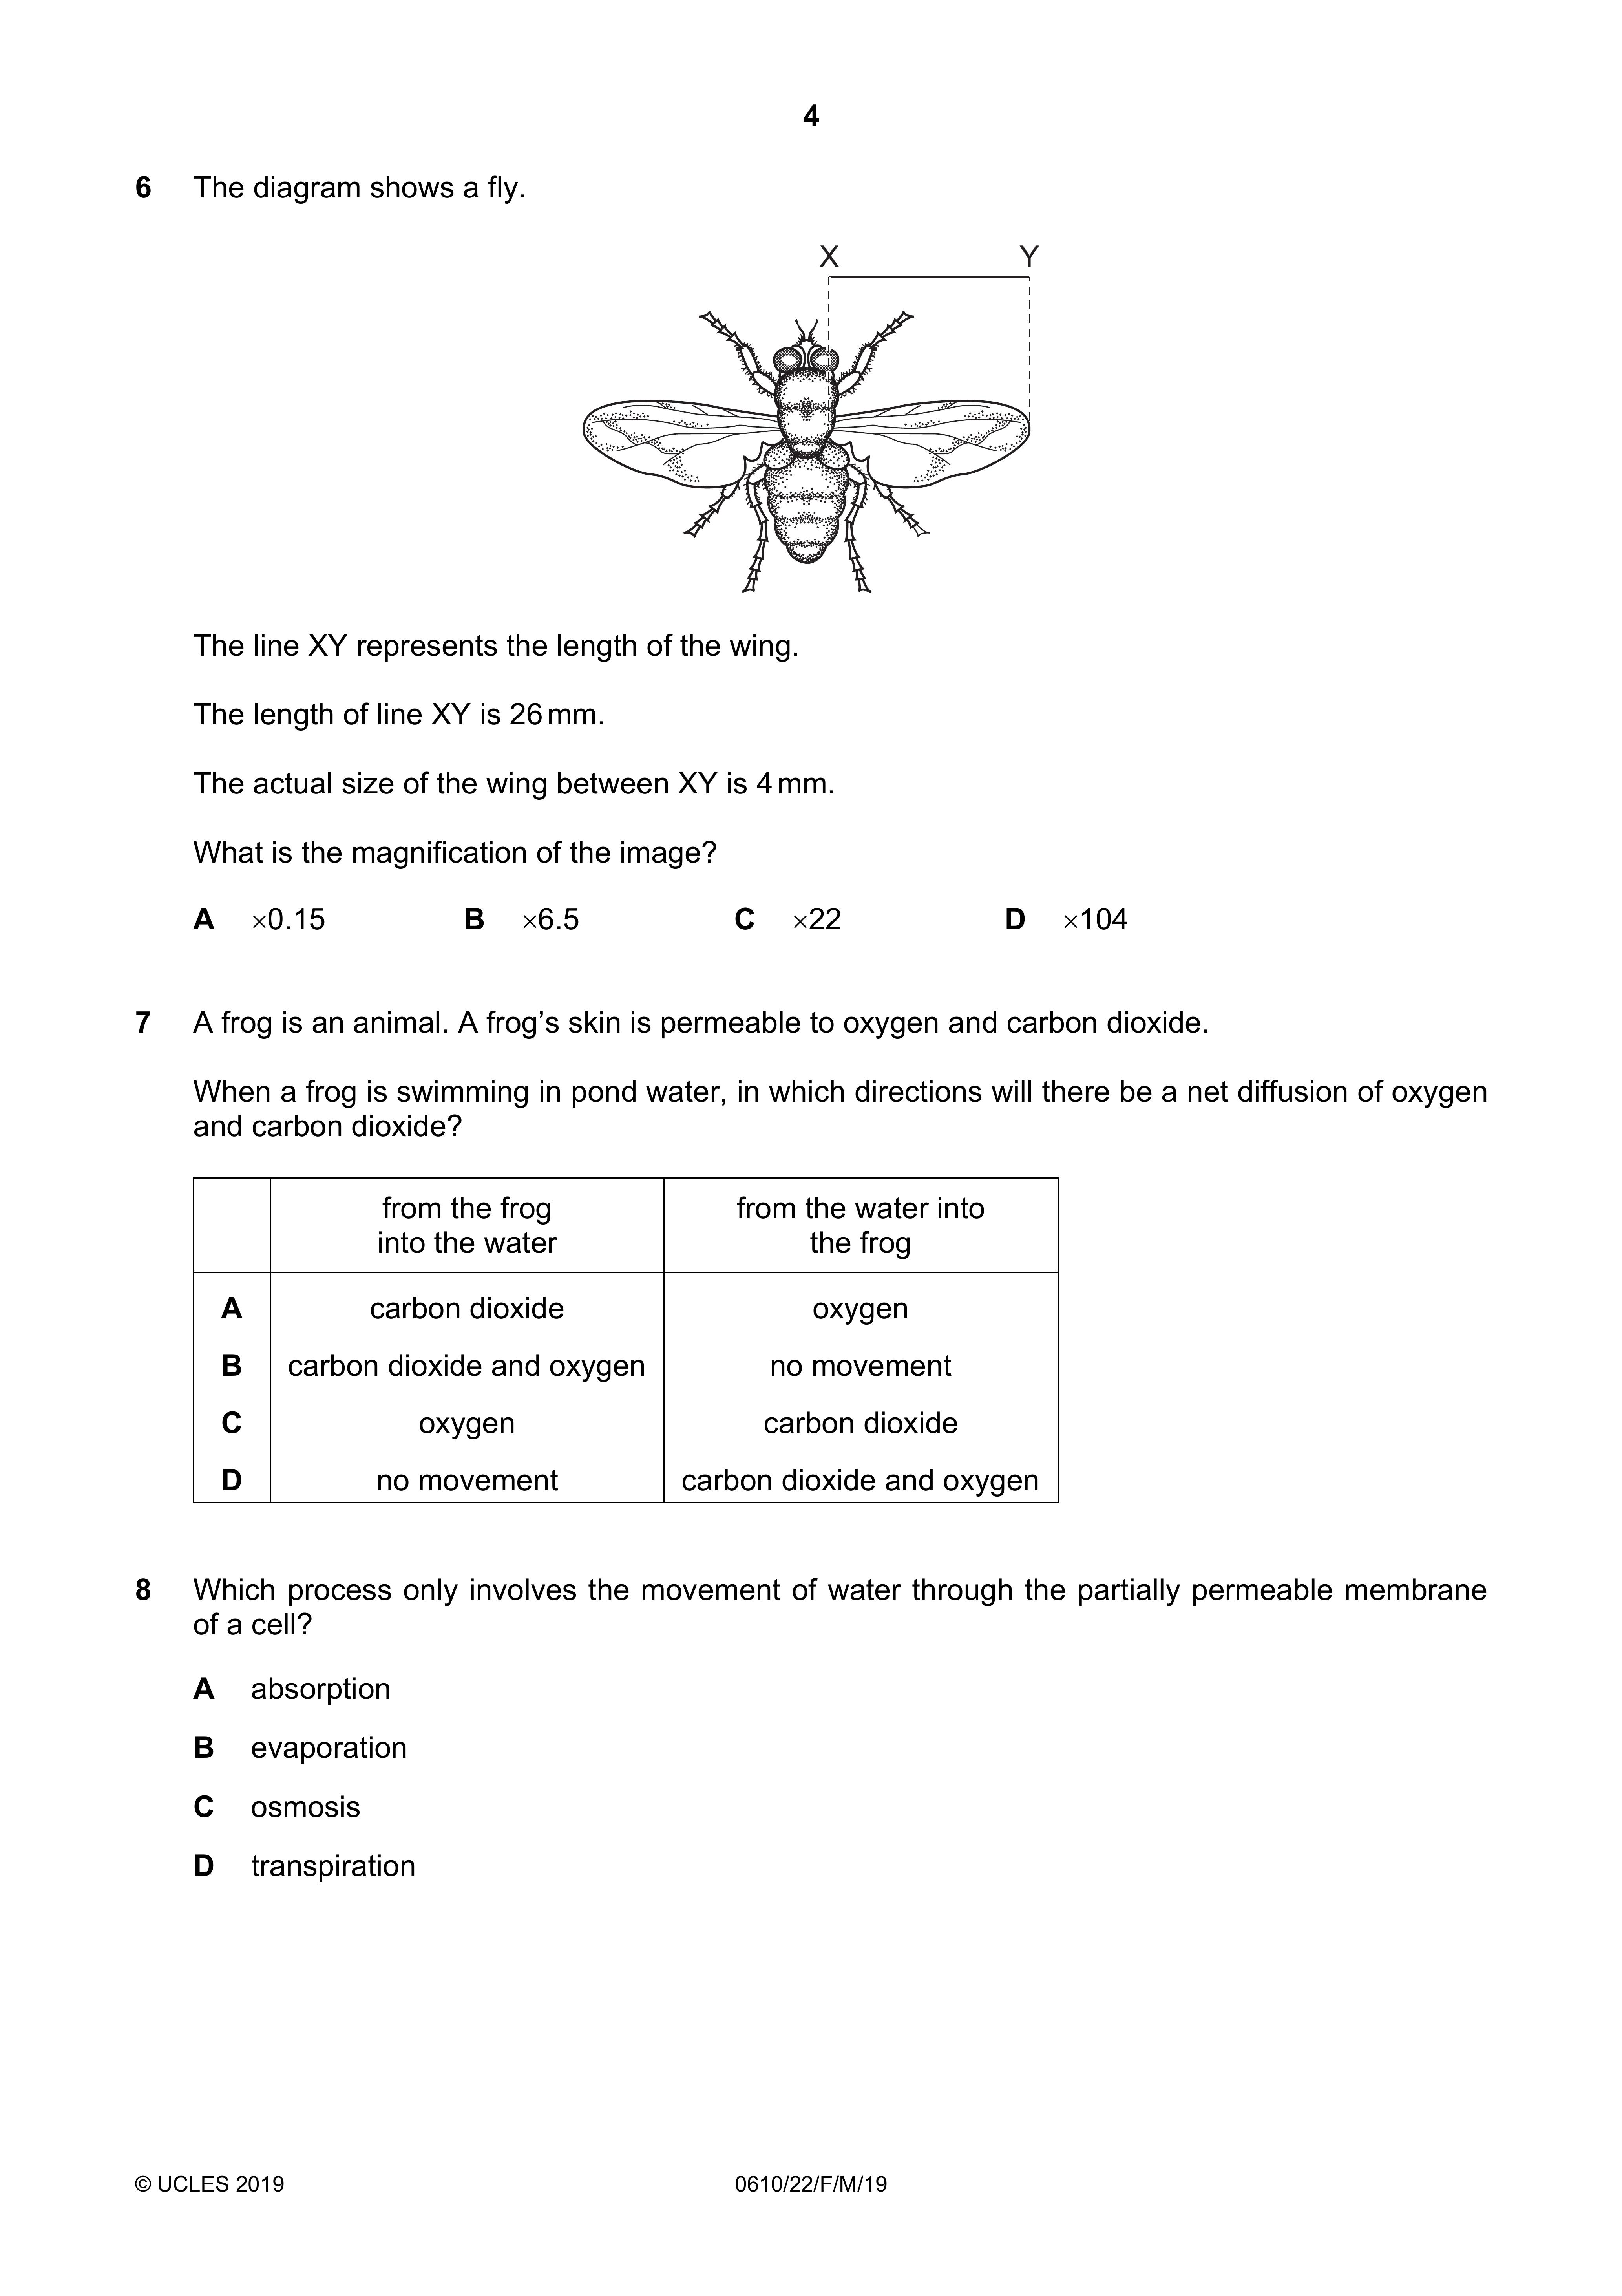 4
6 The diagram shows a fly.
X Y
The line XY represents the length of the wing.
The length of line XY is 26 mm.
The actual size of the wing between XY is 4 mm.
What is the magnification of the image?
A ×0.15 B ×6.5 C ×22 D ×104
7 A frog is an animal. A frog’s skin is permeable to oxygen and carbon dioxide.
When a frog is swimming in pond water, in which directions will there be a net diffusion of oxygen
and carbon dioxide?
from the frog from the water into
into the water the frog
A carbon dioxide oxygen
B carbon dioxide and oxygen no movement
C oxygen carbon dioxide
D no movement carbon dioxide and oxygen
8 Which process only involves the movement of water through the partially permeable membrane
of a cell?
A absorption
B evaporation
C osmosis
D transpiration
© UCLES 2019 0610/22/F/M/19